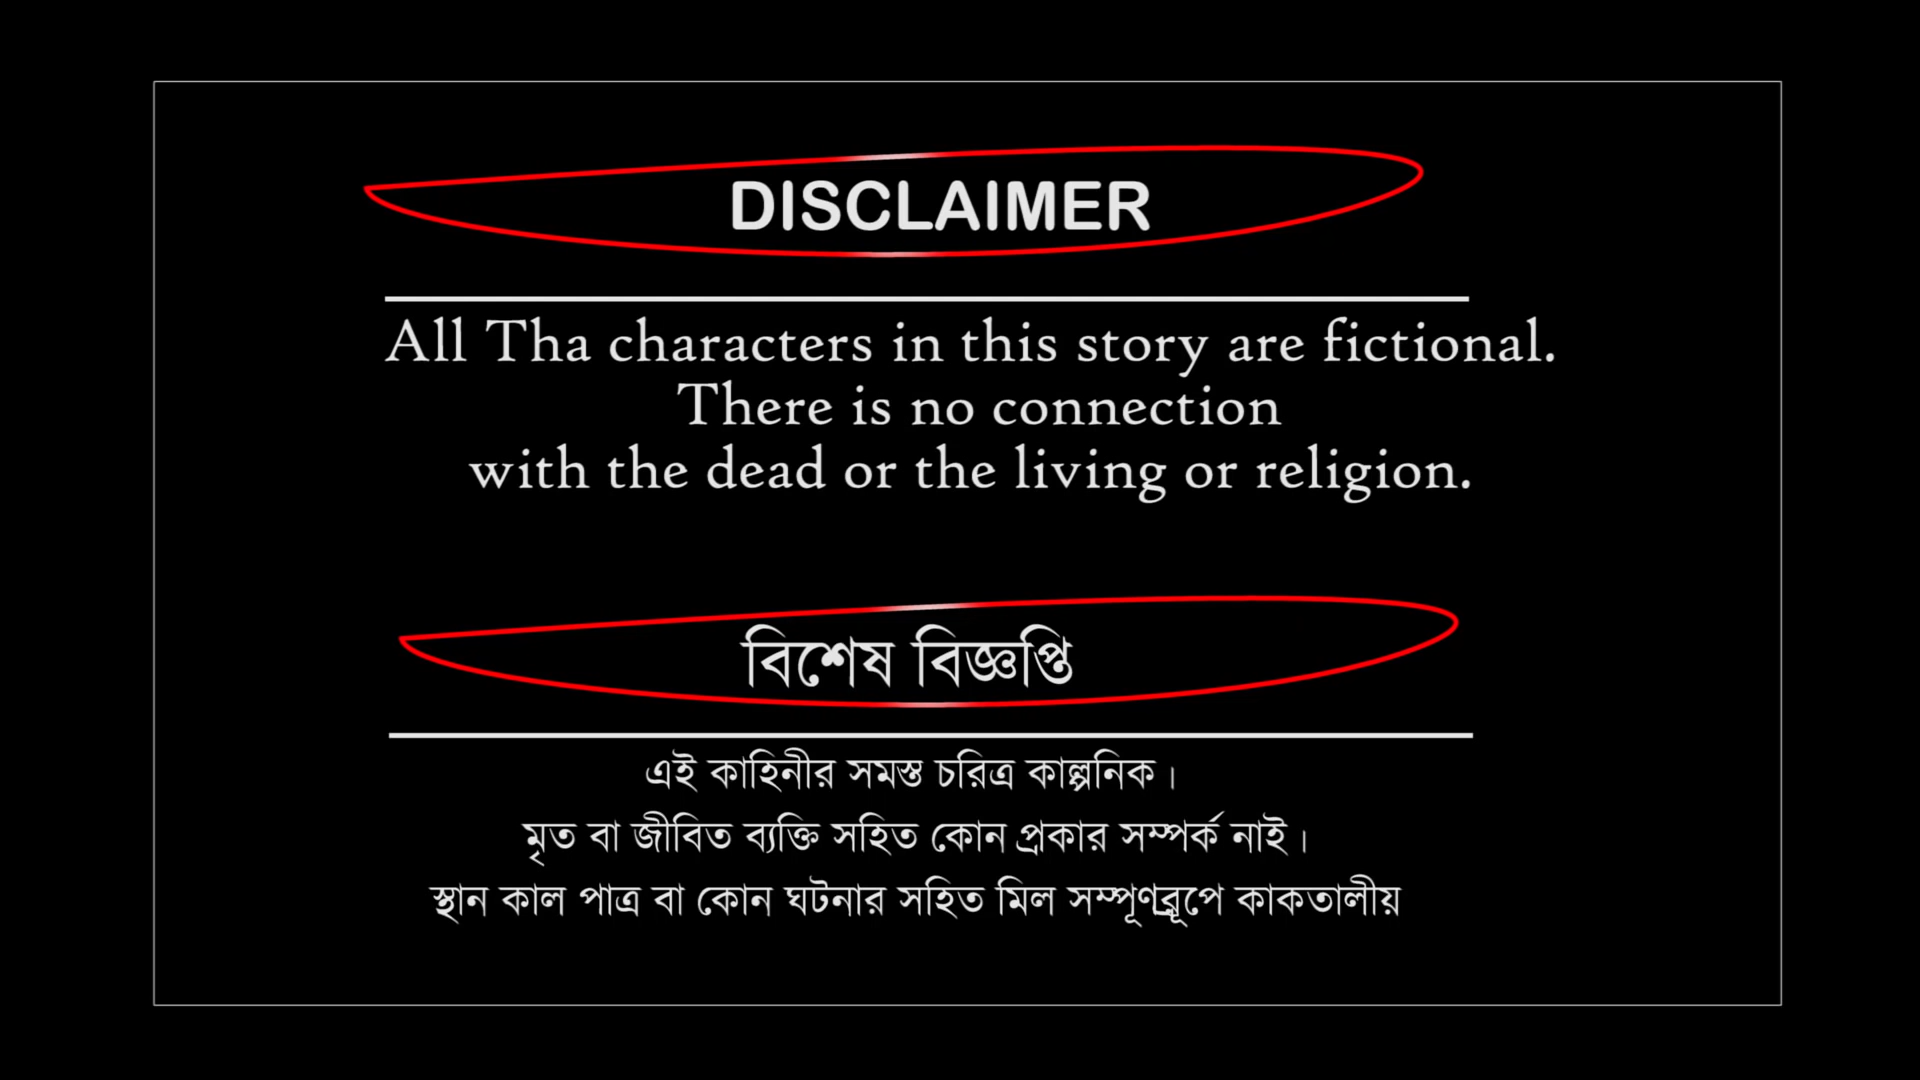 DISCLAIMER
All Tha characters in this story are fictional.
There is no connection
with the dead or the living or religion.
বিশেষ বিজ্ঞপ্তি
এই কাহিনীর সমস্ত চরিত্র কাল্পনিক।
মৃত বা জীবিত ব্যক্তি সহিত কোন প্রকার সম্পর্ক নাই।
স্থান কাল পাত্র বা কোন ঘটনার সহিত মিল সম্পূণরূপে কাকতালীয়